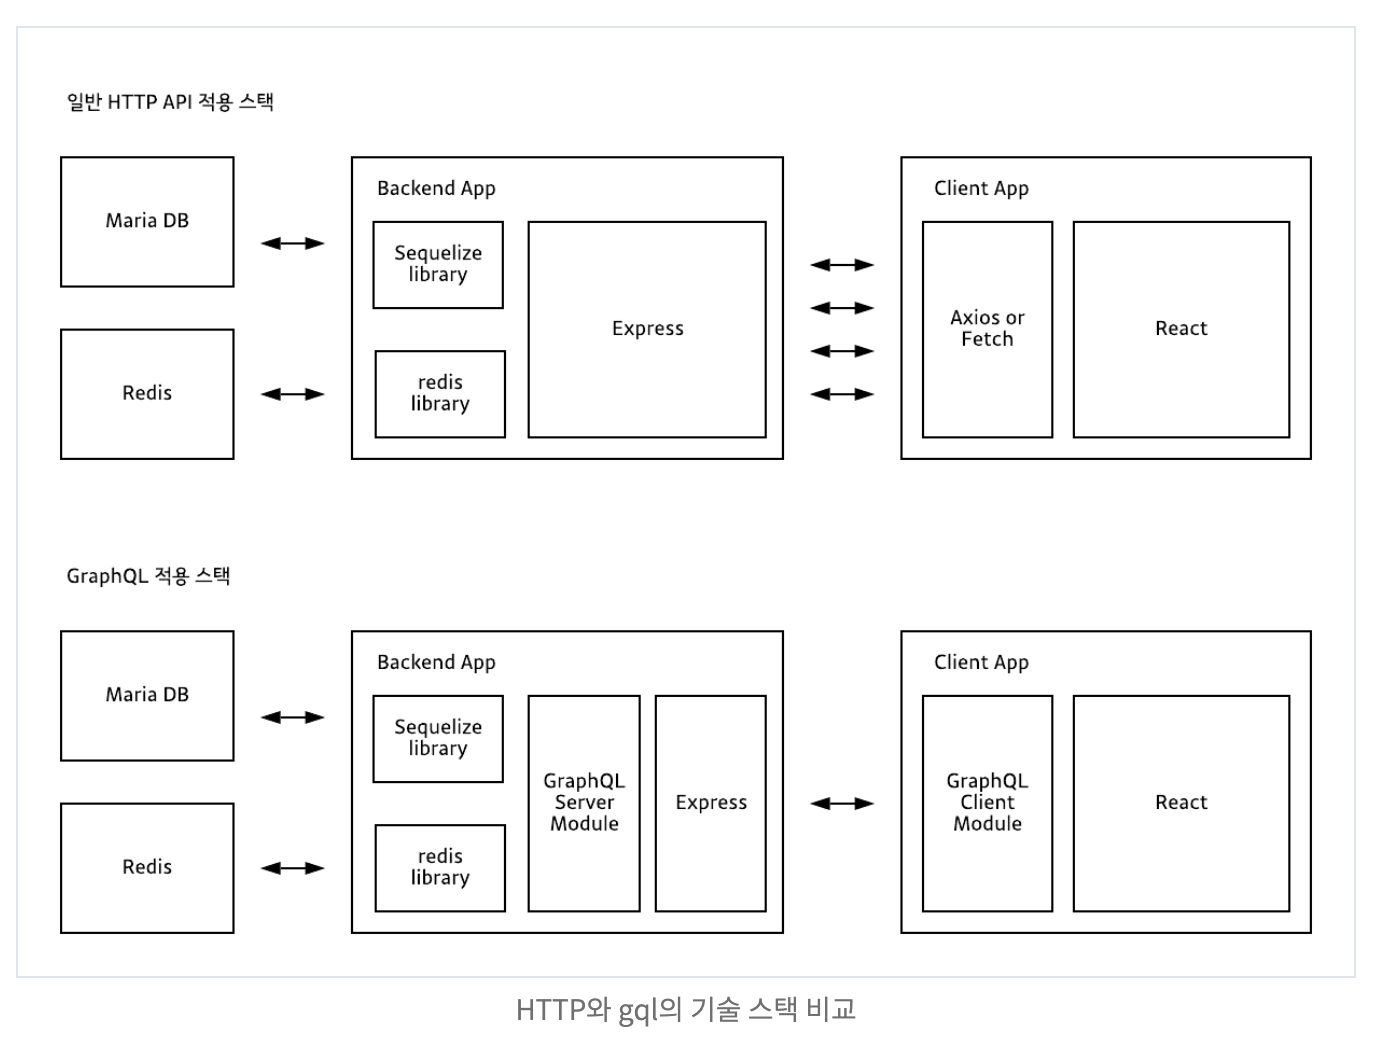 일반 HTTP API 적용 스택
Maria DB
Redis
Backend App
Sequelize
library
redis
library
Express
Client App
Axios or
Fetch
React
GraphQL 적용 스택
Maria DB
Redis
Backend App
Sequelize
library
redis
library
GraphQL
Server
Module
Express
Client App
GraphQL
Client
Module
React
HTTP와 gql의 기술 스택 비교